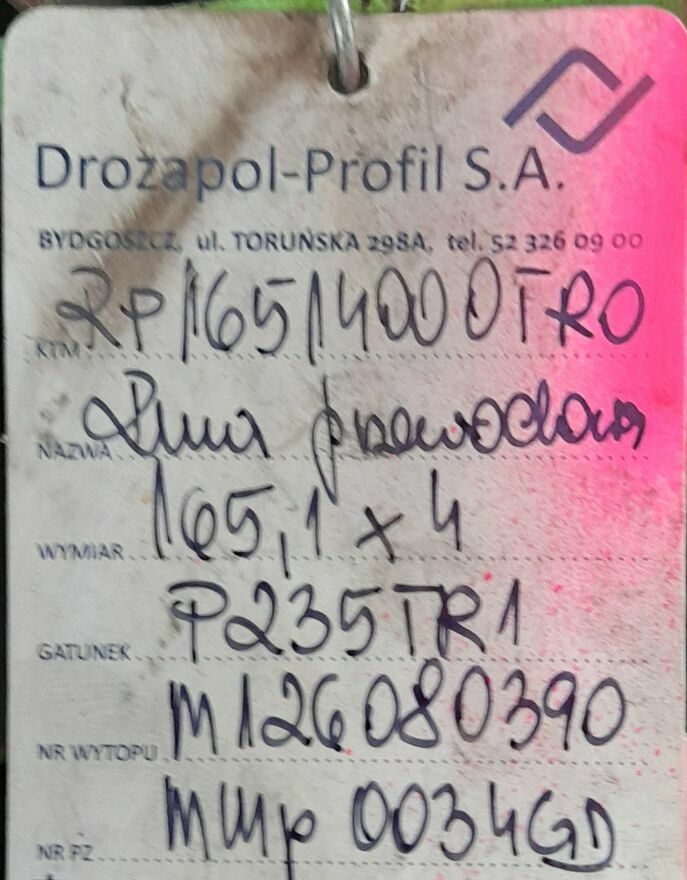 Drozapol-Profil S.A.
BYDGOSZCZ, ul. TORUŃSKA 298A, tel. 52 326 09 00
KTM RP16514000TR0
NAZWA Rura przewodowa
WYMIAR 165,1 x 4
GATUNEK P235TR1
NR WYTOPU M126080390
NR PZ MMp 0034GD